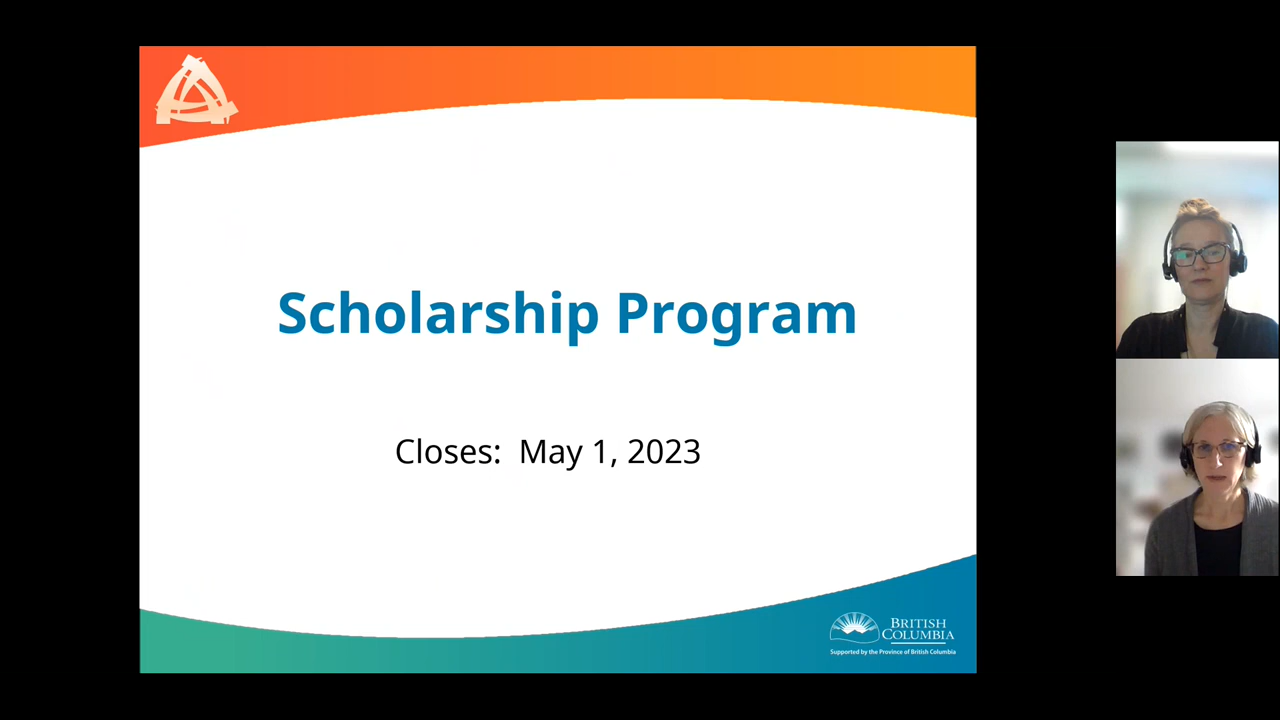 Scholarship Program
Closes: May 1, 2023
BRITISH
COLUMBIA
Supported by the Province of British Columbia